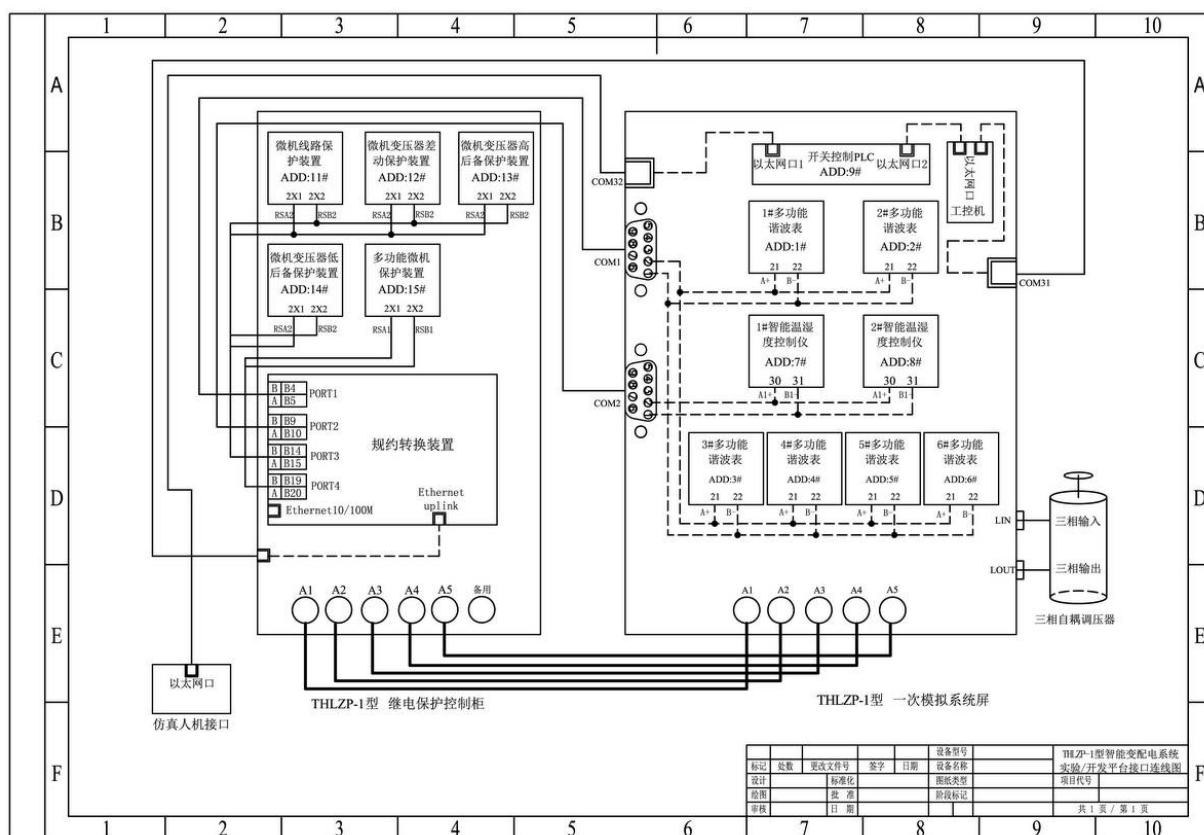 1 2 3 4 5 6 7 8 9 10
A A
B B
C C
D D
E E
F F
微机线路保
护装置
ADD:11#
2X1 2X2
RSA2 RSB2
微机变压器差
动保护装置
ADD:12#
2X1 2X2
RSA2 RSB2
微机变压器高
后备保护装置
ADD:13#
2X1 2X2
RSA2 RSB2
微机变压器低
后备保护装置
ADD:14#
2X1 2X2
RSA2 RSB2
多功能微机
保护装置
ADD:15#
2X1 2X2
RSA1 RSB1
B B4 PORT1
A B5
B B9 PORT2
A B10
B B14 PORT3
A B15
B B19 PORT4
A B20
规约转换装置
Ethernet10/100M
Ethernet
uplink
A1 A2 A3 A4 A5 备用
THLZP-1型 继电保护控制柜
以太网口
仿真人机接口
COM32
COM1
COM2
COM31
以太网口1 开关控制PLC 以太网口2
ADD:9#
以太网口
工控机
1#多功能
谐波表
ADD:1#
21 22
A+ B-
2#多功能
谐波表
ADD:2#
21 22
A+ B-
1#智能温湿
度控制仪
ADD:7#
30 31
A1+ B1-
2#智能温湿
度控制仪
ADD:8#
30 31
A1+ B1-
3#多功能
谐波表
ADD:3#
21 22
A+ B-
4#多功能
谐波表
ADD:4#
21 22
A+ B-
5#多功能
谐波表
ADD:5#
21 22
A+ B-
6#多功能
谐波表
ADD:6#
21 22
A+ B-
LIN
LOUT
三相输入
三相输出
三相自耦调压器
A1 A2 A3 A4 A5
THLZP-1型 一次模拟系统屏
设备型号
标记 处数 更改文件号 签字 日期 设备名称
设计 标准化 图纸类型
绘图 批 准 阶段标记
审核 日 期
THLZP-1型智能变配电系统
实验/开发平台接口连线图
项目代号
共 1 页 / 第 1 页
1 2 3 4 5 6 7 8 9 10